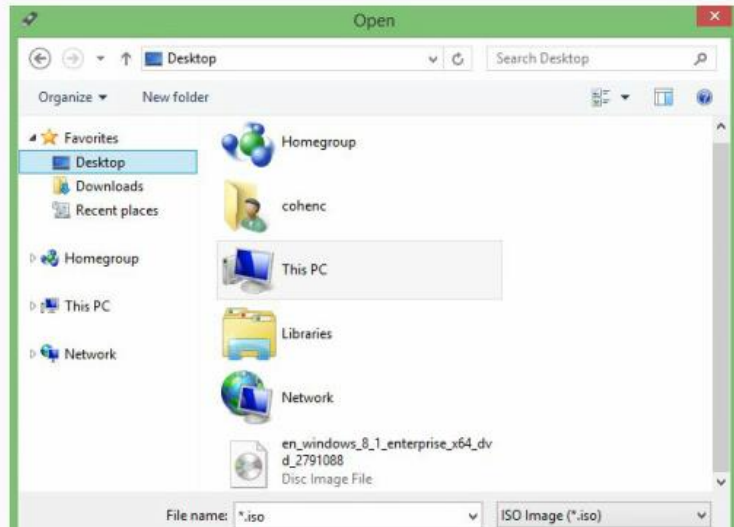 Open
Desktop
Search Desktop
Organize
New folder
Favorites
Desktop
Downloads
Recent places
Homegroup
This PC
Network
Homegroup
cohenc
This PC
Libraries
Network
en_windows_8_1_enterprise_x64_dv
d_2791088
Disc Image File
File name:
*.iso
ISO Image (*.iso)